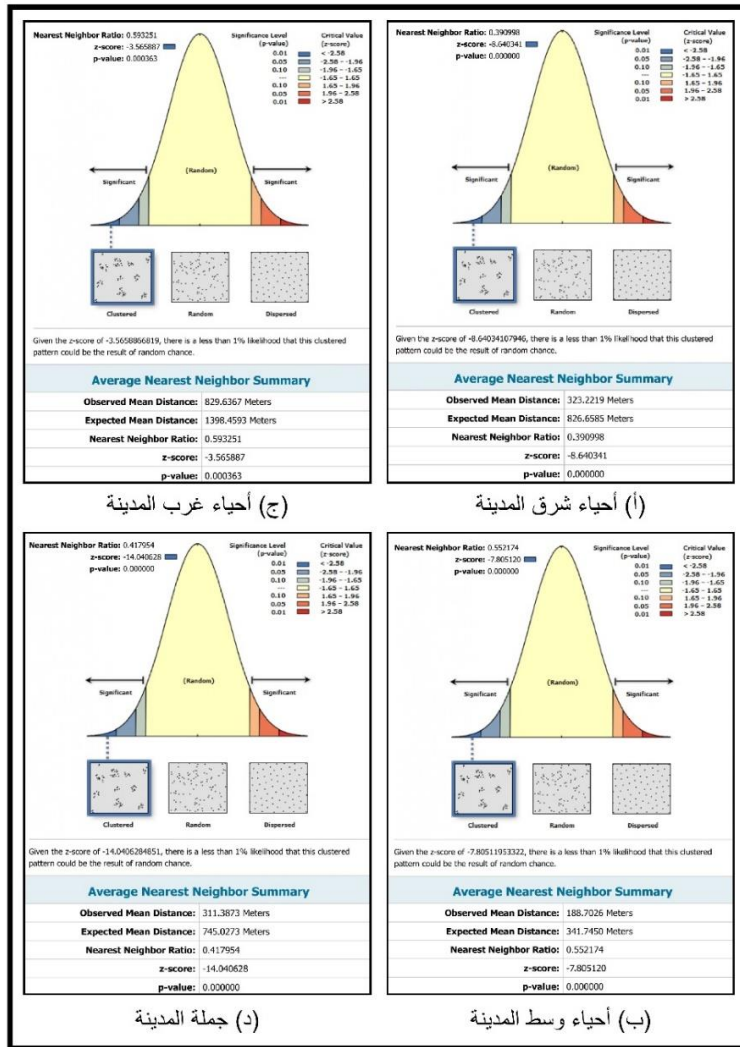 Nearest Neighbor Ratio: 0.390998
z-score: -8.640341
p-value: 0.000000
Significance Level (p-value)
Critical Value (z-score)
0.01 < -2.58
0.05 -2.58 - -1.96
0.10 -1.96 - -1.65
— -1.65 - 1.65
0.10 1.65 - 1.96
0.05 1.96 - 2.58
0.01 > 2.58
(Random)
Significant
Significant
Clustered
Random
Dispersed
Given the z-score of -8.64034107946, there is a less than 1% likelihood that this clustered
pattern could be the result of random chance.
Average Nearest Neighbor Summary
Observed Mean Distance: 323.2219 Meters
Expected Mean Distance: 826.6585 Meters
Nearest Neighbor Ratio: 0.390998
z-score: -8.640341
p-value: 0.000000
(أ) أحياء شرق المدينة
Nearest Neighbor Ratio: 0.593251
z-score: -3.565887
p-value: 0.000363
Significance Level (p-value)
Critical Value (z-score)
0.01 < -2.58
0.05 -2.58 - -1.96
0.10 -1.96 - -1.65
— -1.65 - 1.65
0.10 1.65 - 1.96
0.05 1.96 - 2.58
0.01 > 2.58
(Random)
Significant
Significant
Clustered
Random
Dispersed
Given the z-score of -3.5658866819, there is a less than 1% likelihood that this clustered
pattern could be the result of random chance.
Average Nearest Neighbor Summary
Observed Mean Distance: 829.6367 Meters
Expected Mean Distance: 1398.4593 Meters
Nearest Neighbor Ratio: 0.593251
z-score: -3.565887
p-value: 0.000363
(ج) أحياء غرب المدينة
Nearest Neighbor Ratio: 0.552174
z-score: -7.805120
p-value: 0.000000
Significance Level (p-value)
Critical Value (z-score)
0.01 < -2.58
0.05 -2.58 - -1.96
0.10 -1.96 - -1.65
— -1.65 - 1.65
0.10 1.65 - 1.96
0.05 1.96 - 2.58
0.01 > 2.58
(Random)
Significant
Significant
Clustered
Random
Dispersed
Given the z-score of -7.80511953322, there is a less than 1% likelihood that this clustered
pattern could be the result of random chance.
Average Nearest Neighbor Summary
Observed Mean Distance: 188.7026 Meters
Expected Mean Distance: 341.7450 Meters
Nearest Neighbor Ratio: 0.552174
z-score: -7.805120
p-value: 0.000000
(ب) أحياء وسط المدينة
Nearest Neighbor Ratio: 0.417954
z-score: -14.040628
p-value: 0.000000
Significance Level (p-value)
Critical Value (z-score)
0.01 < -2.58
0.05 -2.58 - -1.96
0.10 -1.96 - -1.65
— -1.65 - 1.65
0.10 1.65 - 1.96
0.05 1.96 - 2.58
0.01 > 2.58
(Random)
Significant
Significant
Clustered
Random
Dispersed
Given the z-score of -14.0406284851, there is a less than 1% likelihood that this clustered
pattern could be the result of random chance.
Average Nearest Neighbor Summary
Observed Mean Distance: 311.3873 Meters
Expected Mean Distance: 745.0273 Meters
Nearest Neighbor Ratio: 0.417954
z-score: -14.040628
p-value: 0.000000
(د) جملة المدينة